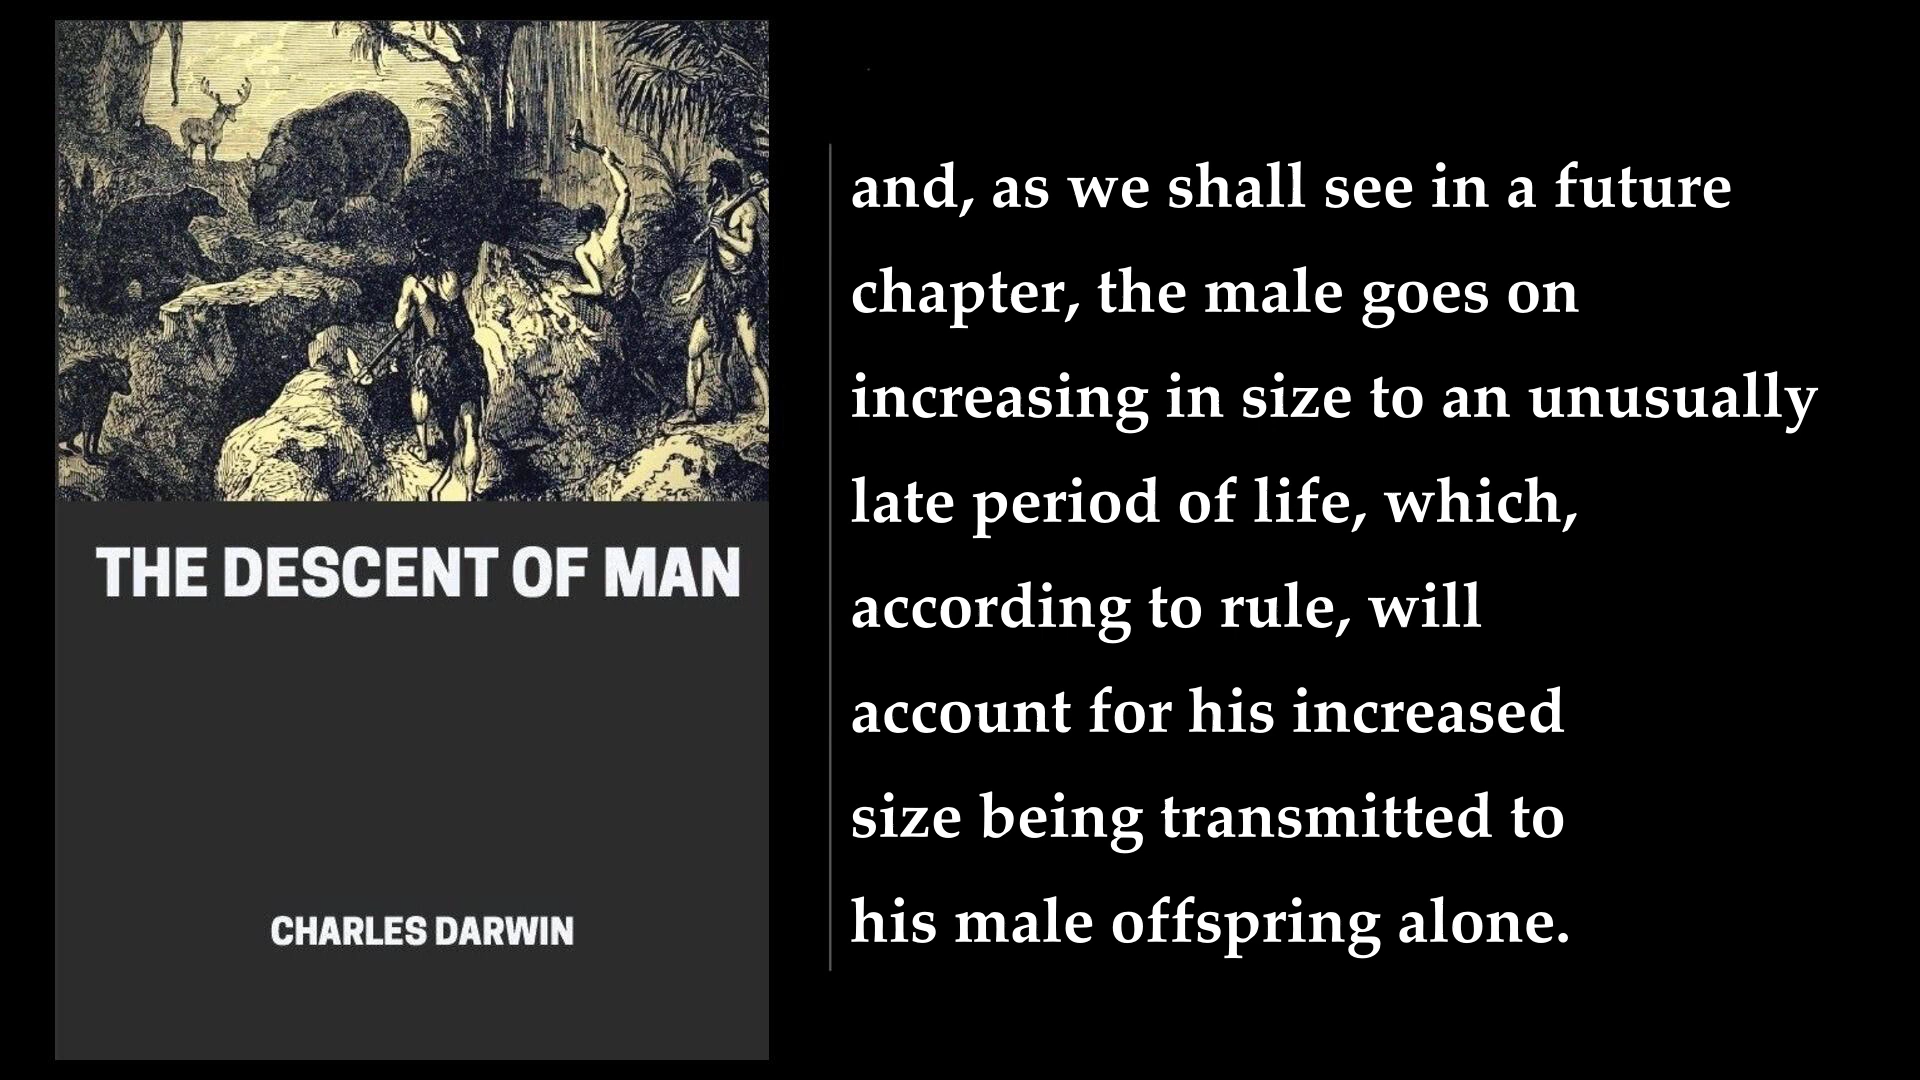 THE DESCENT OF MAN
CHARLES DARWIN
and, as we shall see in a future
chapter, the male goes on
increasing in size to an unusually
late period of life, which,
according to rule, will
account for his increased
size being transmitted to
his male offspring alone.